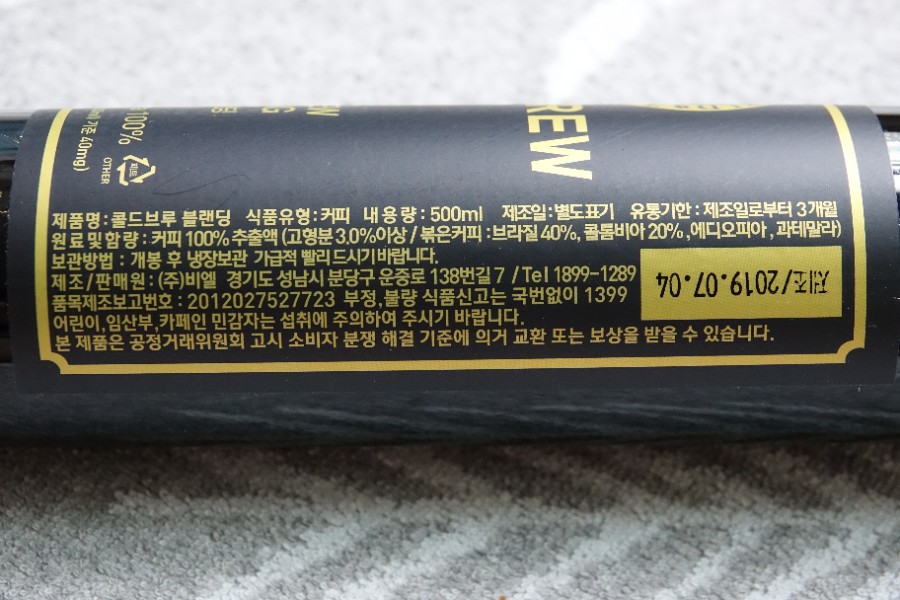 REW
EW
G
딩
100%
기준 40mg)
OTHER
제품명:콜드브루 블랜딩 식품유형:커피 내용량:500ml 제조일:별도표기 유통기한:제조일로부터 3개월
원료및함량:커피 100% 추출액 (고형분 3.0%이상 / 볶은커피 :브라질 40%, 콜롬비아 20% ,에디오피아, 과테말라)
보관방법 : 개봉 후 냉장보관 가급적 빨리 드시기 바랍니다.
제조/판매원 : (주)비엘 경기도 성남시 분당구 운중로 138번길 7 /Tel 1899-1289
품목제조보고번호 : 2012027527723 부정,불량 식품신고는 국번없이 1399
어린이,임산부,카페인 민감자는 섭취에 주의하여 주시기 바랍니다.
본 제품은 공정거래위원회 고시 소비자 분쟁 해결 기준에 의거 교환 또는 보상을 받을 수 있습니다.
제조/2019.07.04